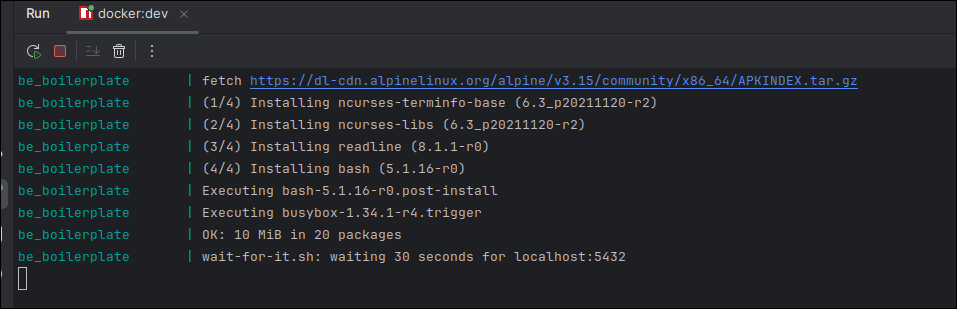 Run docker:dev
be_boilerplate | fetch https://dl-cdn.alpinelinux.org/alpine/v3.15/community/x86_64/APKINDEX.tar.gz
be_boilerplate | (1/4) Installing ncurses-terminfo-base (6.3_p20211120-r2)
be_boilerplate | (2/4) Installing ncurses-libs (6.3_p20211120-r2)
be_boilerplate | (3/4) Installing readline (8.1.1-r0)
be_boilerplate | (4/4) Installing bash (5.1.16-r0)
be_boilerplate | Executing bash-5.1.16-r0.post-install
be_boilerplate | Executing busybox-1.34.1-r4.trigger
be_boilerplate | OK: 10 MiB in 20 packages
be_boilerplate | wait-for-it.sh: waiting 30 seconds for localhost:5432